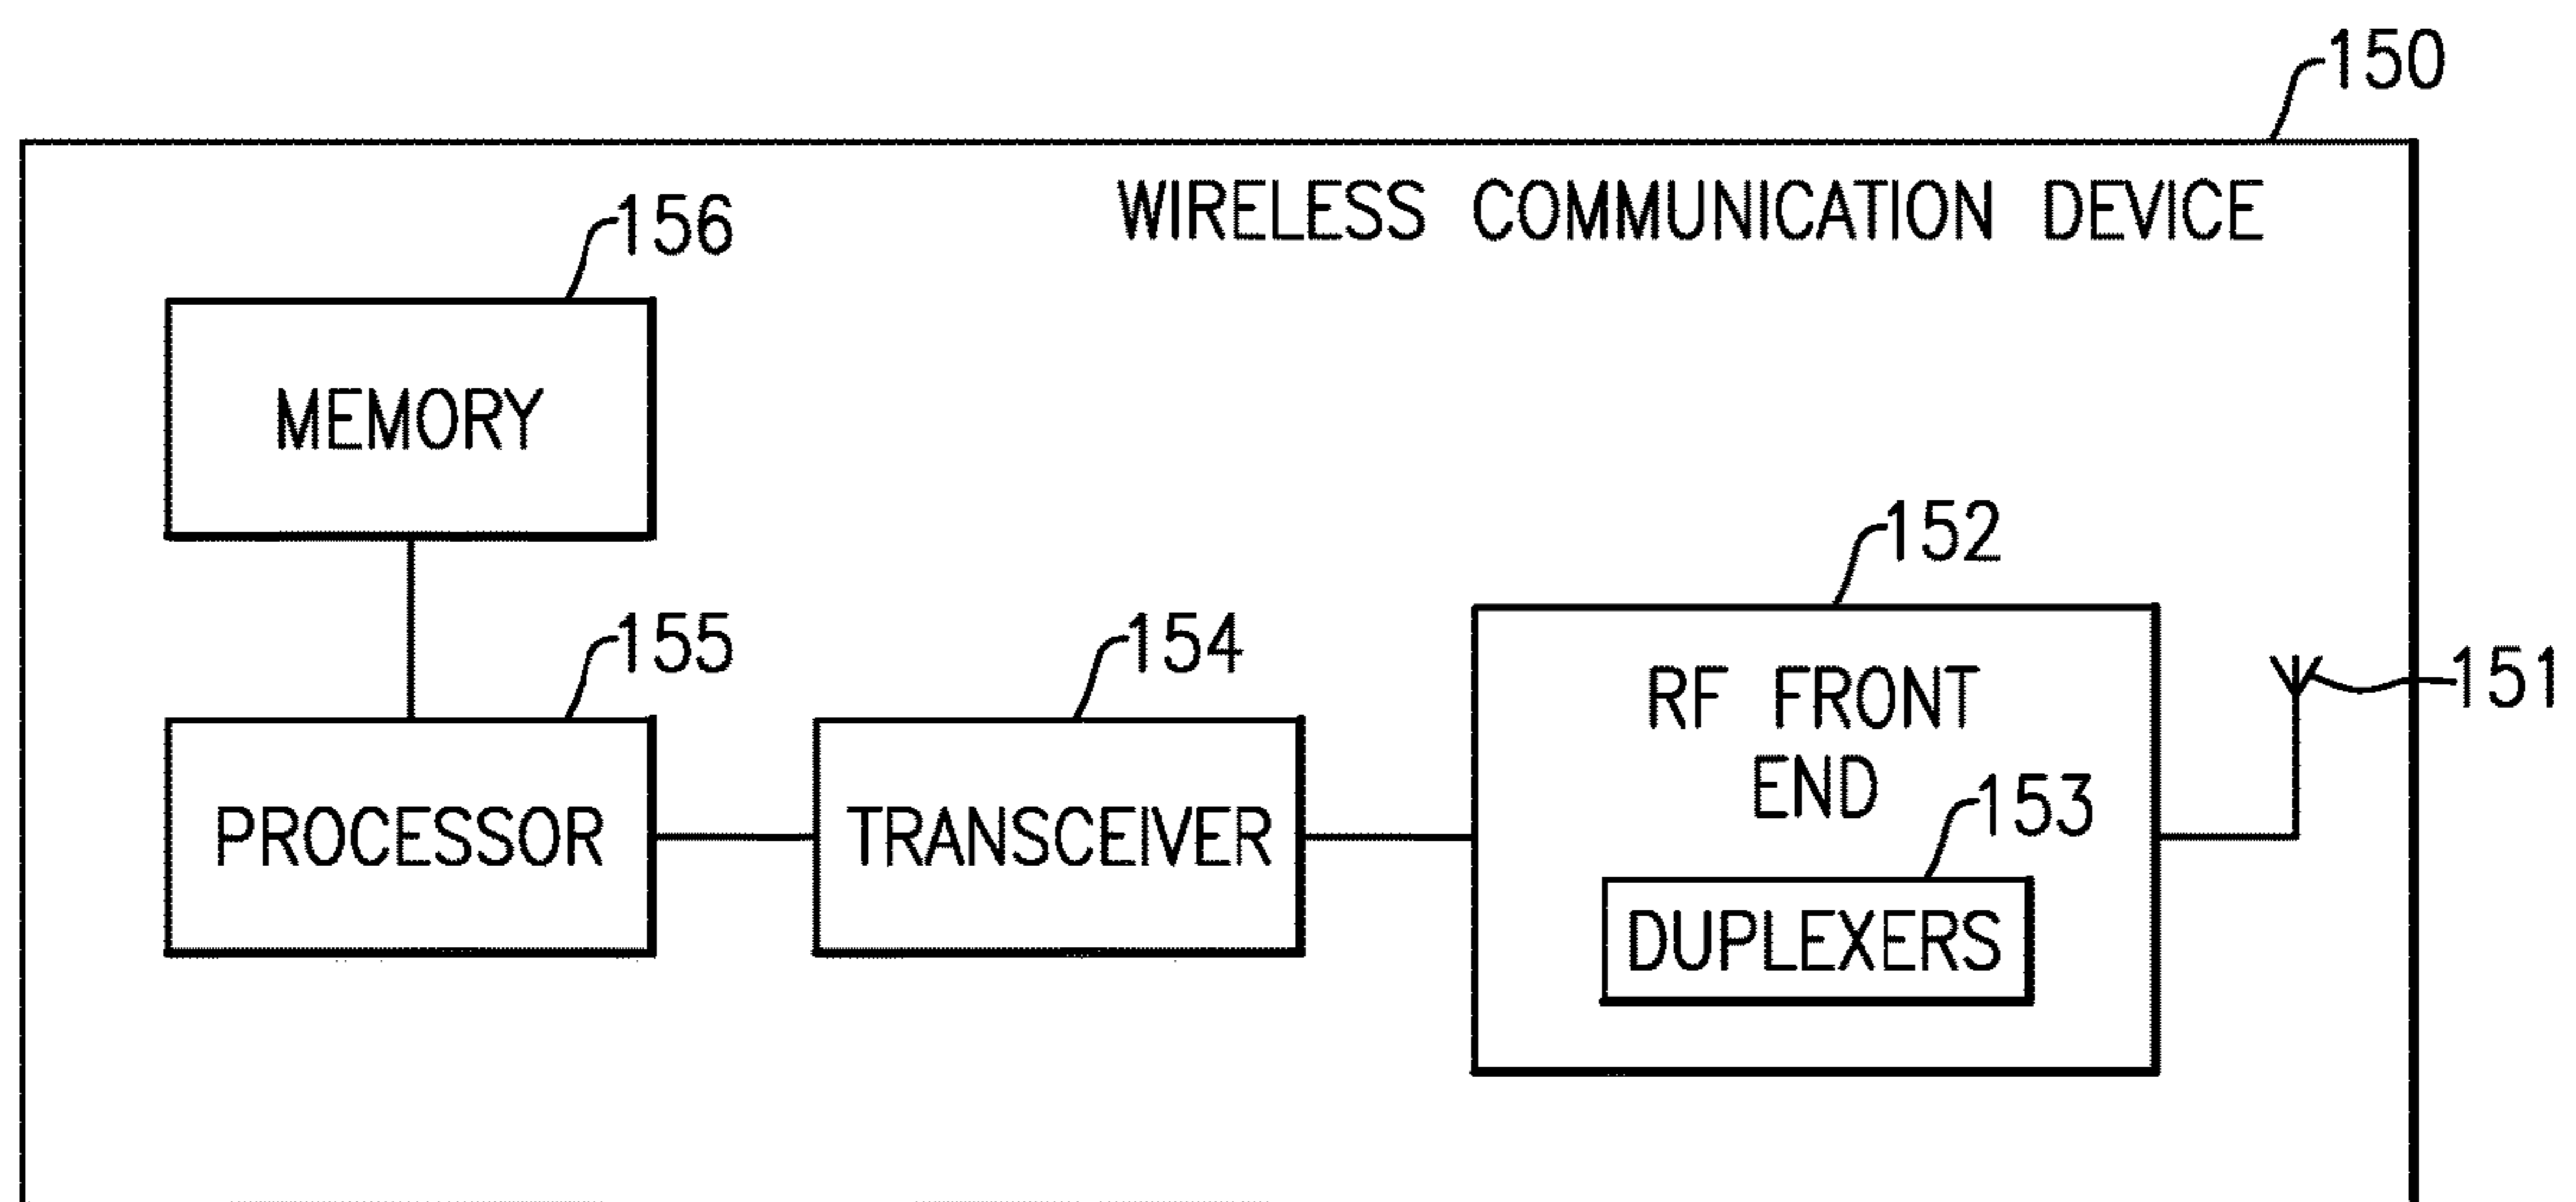 150
WIRELESS COMMUNICATION DEVICE
156
MEMORY
152
155
154
151
RF FRONT
END
153
PROCESSOR
TRANSCEIVER
DUPLEXERS